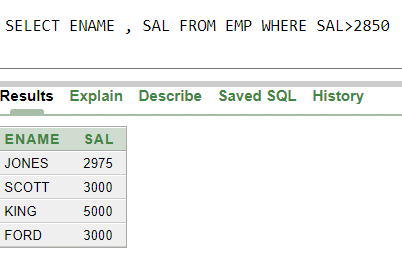 SELECT ENAME , SAL FROM EMP WHERE SAL>2850
Results Explain Describe Saved SQL History
ENAME SAL
JONES 2975
SCOTT 3000
KING 5000
FORD 3000